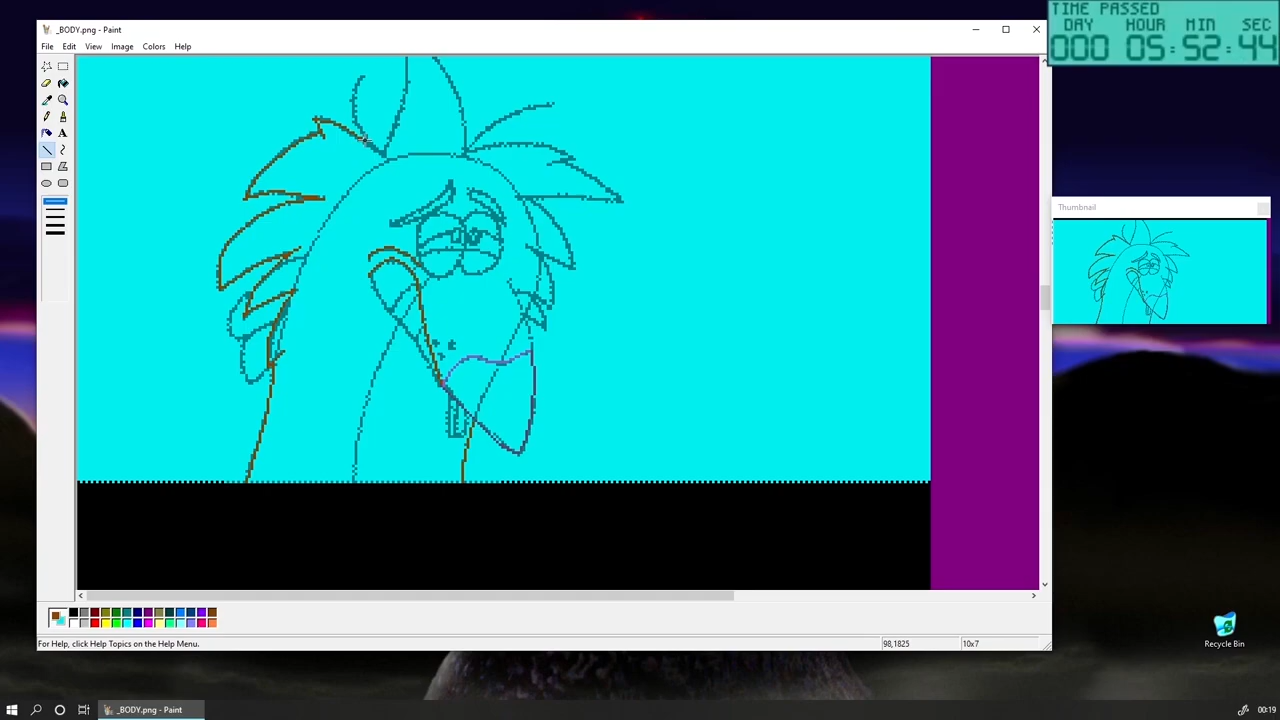 TIME PASSED
DAY HOUR MIN SEC
000 05:52:44
_BODY.png - Paint
File Edit View Image Colors Help
A
Thumbnail
For Help, click Help Topics on the Help Menu.
98,1825
10x7
Recycle Bin
_BODY.png - Paint
00:19